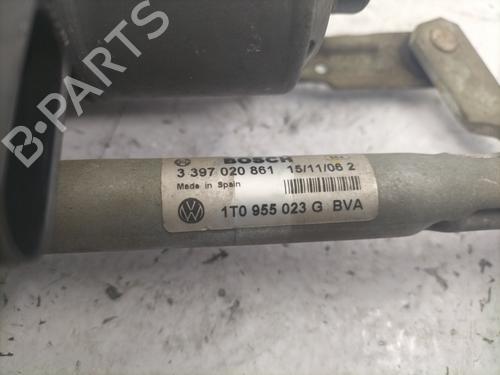 B-PARTS
BOSCH
3 397 020 861 15/11/06 2
Made in Spain
1T0 955 023 G BVA